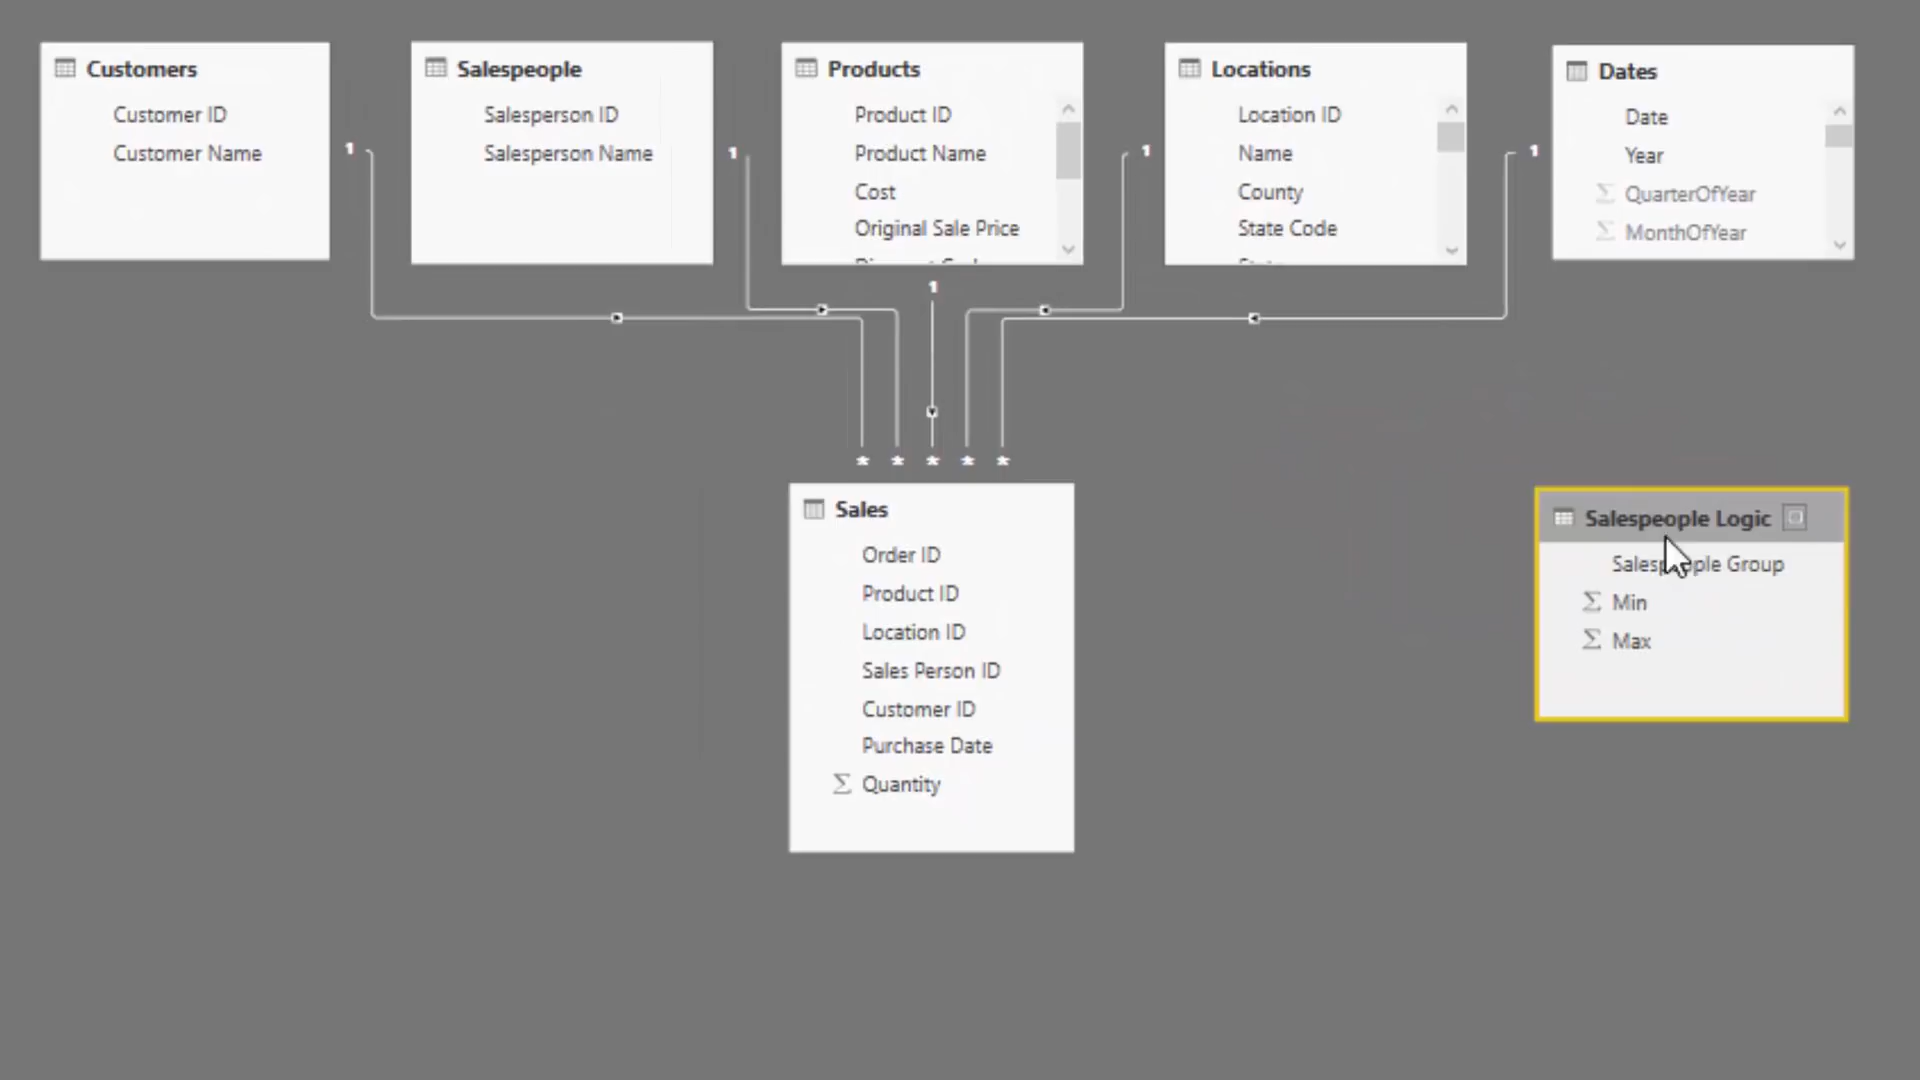 Customers
Customer ID
Customer Name
Salespeople
Salesperson ID
Salesperson Name
Products
Product ID
Product Name
Cost
Original Sale Price
Locations
Location ID
Name
County
State Code
Dates
Date
Year
QuarterOfYear
MonthOfYear
1
1
1
1
1
* * * * *
Sales
Order ID
Product ID
Location ID
Sales Person ID
Customer ID
Purchase Date
Σ Quantity
Salespeople Logic
Salespeople Group
Σ Min
Σ Max